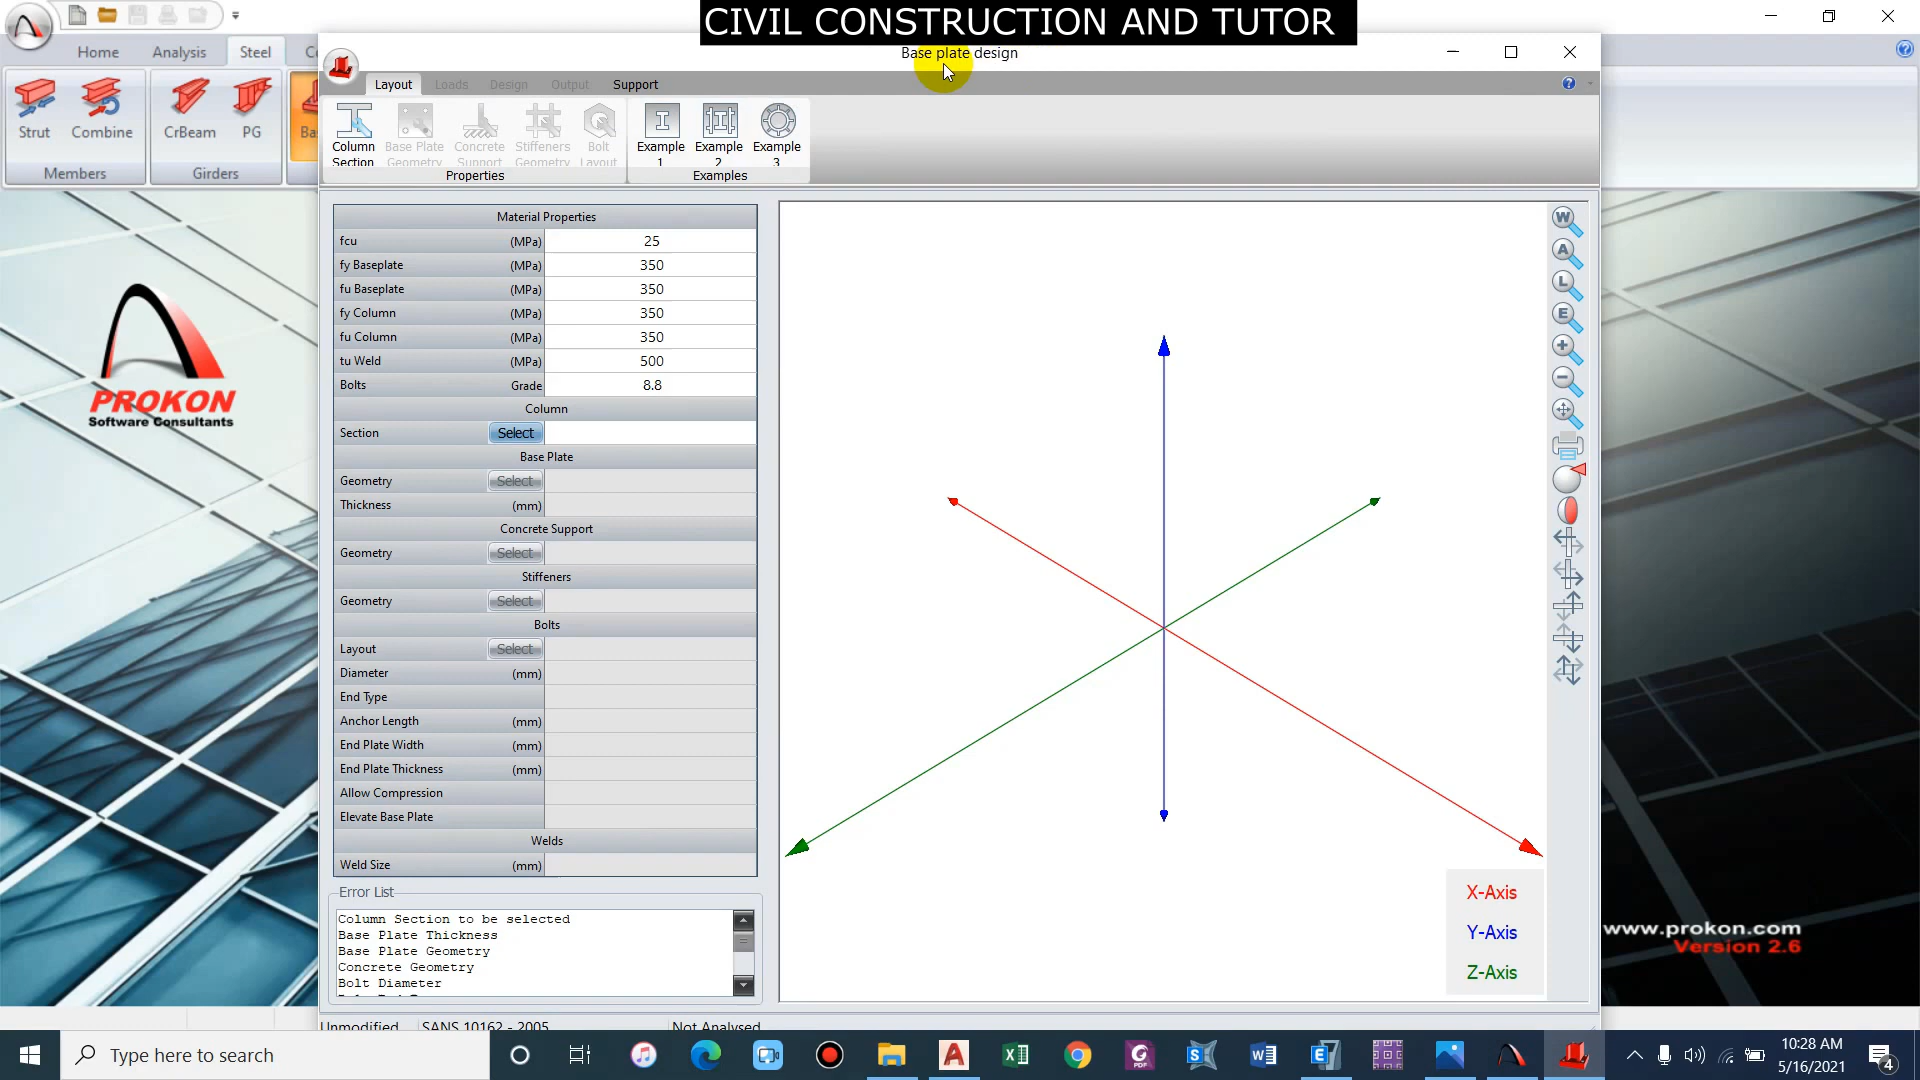 CIVIL CONSTRUCTION AND TUTOR
Base plate design
Home Analysis Steel
Layout Loads Design Output Support
Strut Combine CrBeam PG
Members Girders
Column Section
Base Plate Geometry
Concrete Support
Stiffeners Geometry
Bolt Layout
Example 1
Example 2
Example 3
Properties Examples
Material Properties
fcu (MPa) 25
fy Baseplate (MPa) 350
fu Baseplate (MPa) 350
fy Column (MPa) 350
fu Column (MPa) 350
tu Weld (MPa) 500
Bolts Grade 8.8
Column
Section Select
Base Plate
Geometry Select
Thickness (mm)
Concrete Support
Geometry Select
Stiffeners
Geometry Select
Bolts
Layout Select
Diameter (mm)
End Type
Anchor Length (mm)
End Plate Width (mm)
End Plate Thickness (mm)
Allow Compression
Elevate Base Plate
Welds
Weld Size (mm)
Error List
Column Section to be selected
Base Plate Thickness
Base Plate Geometry
Concrete Geometry
Bolt Diameter
W
A
L
E
X-Axis
Y-Axis
Z-Axis
PROKON
Software Consultants
www.prokon.com
Version 2.6
Unmodified SANS 10162 - 2005 Not Analysed
Type here to search
10:28 AM
5/16/2021
4